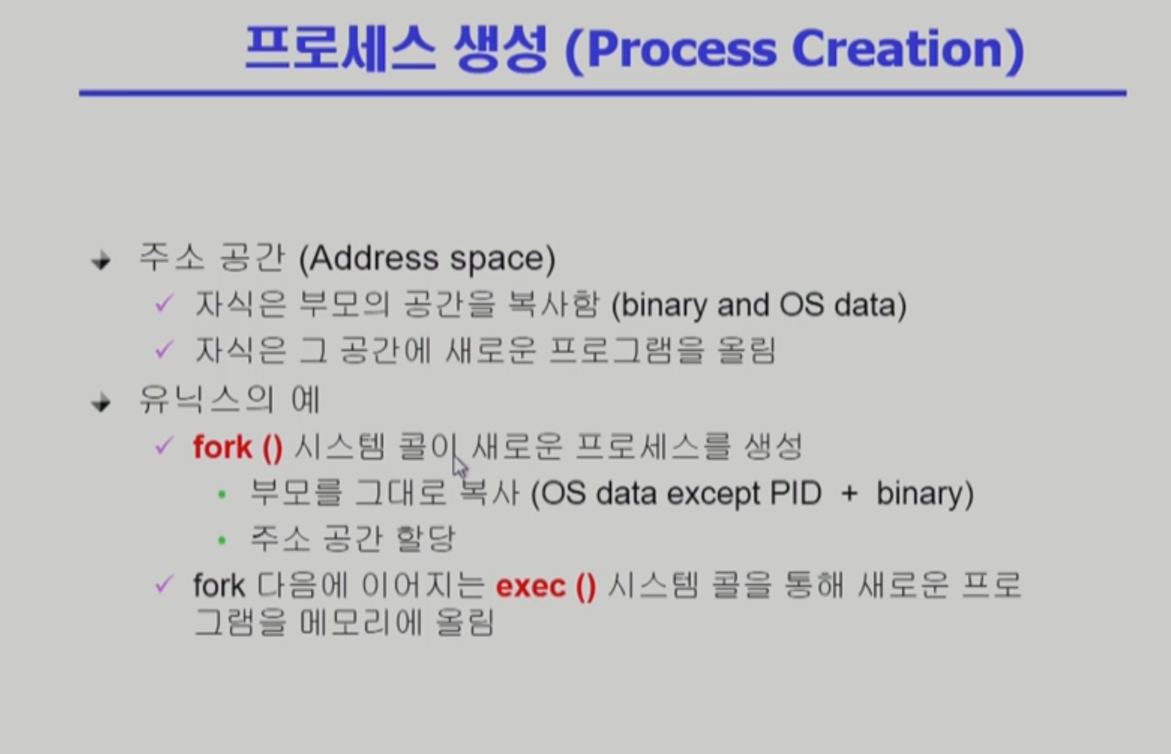 프로세스 생성 (Process Creation)
주소 공간 (Address space)
자식은 부모의 공간을 복사함 (binary and OS data)
자식은 그 공간에 새로운 프로그램을 올림
유닉스의 예
fork () 시스템 콜이 새로운 프로세스를 생성
부모를 그대로 복사 (OS data except PID + binary)
주소 공간 할당
fork 다음에 이어지는 exec () 시스템 콜을 통해 새로운 프로
그램을 메모리에 올림